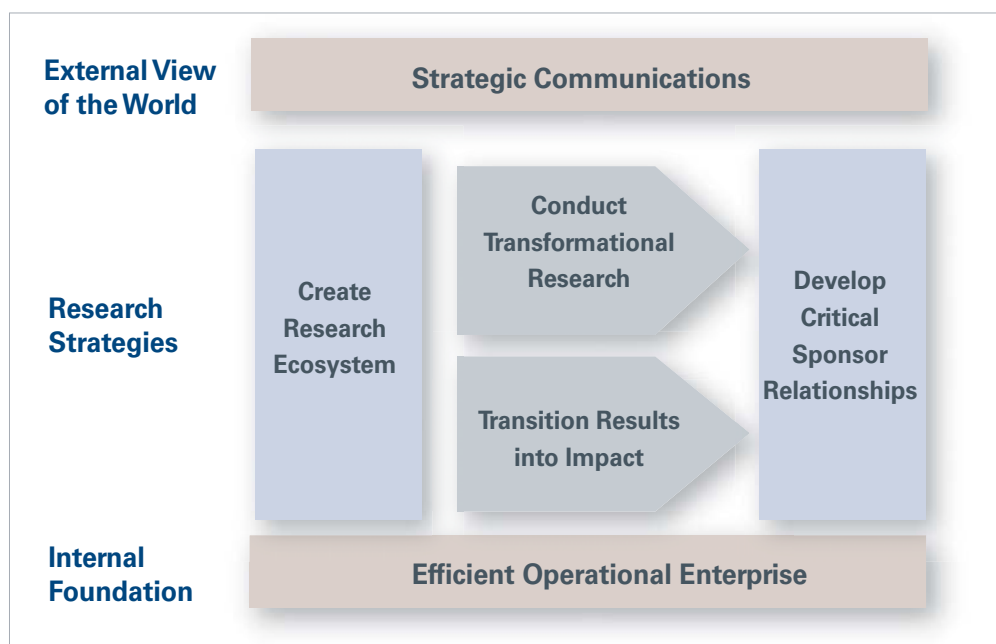 External View
of the World
Strategic Communications
Research
Strategies
Create
Research
Ecosystem
Conduct
Transformational
Research
Transition Results
into Impact
Develop
Critical
Sponsor
Relationships
Internal
Foundation
Efficient Operational Enterprise